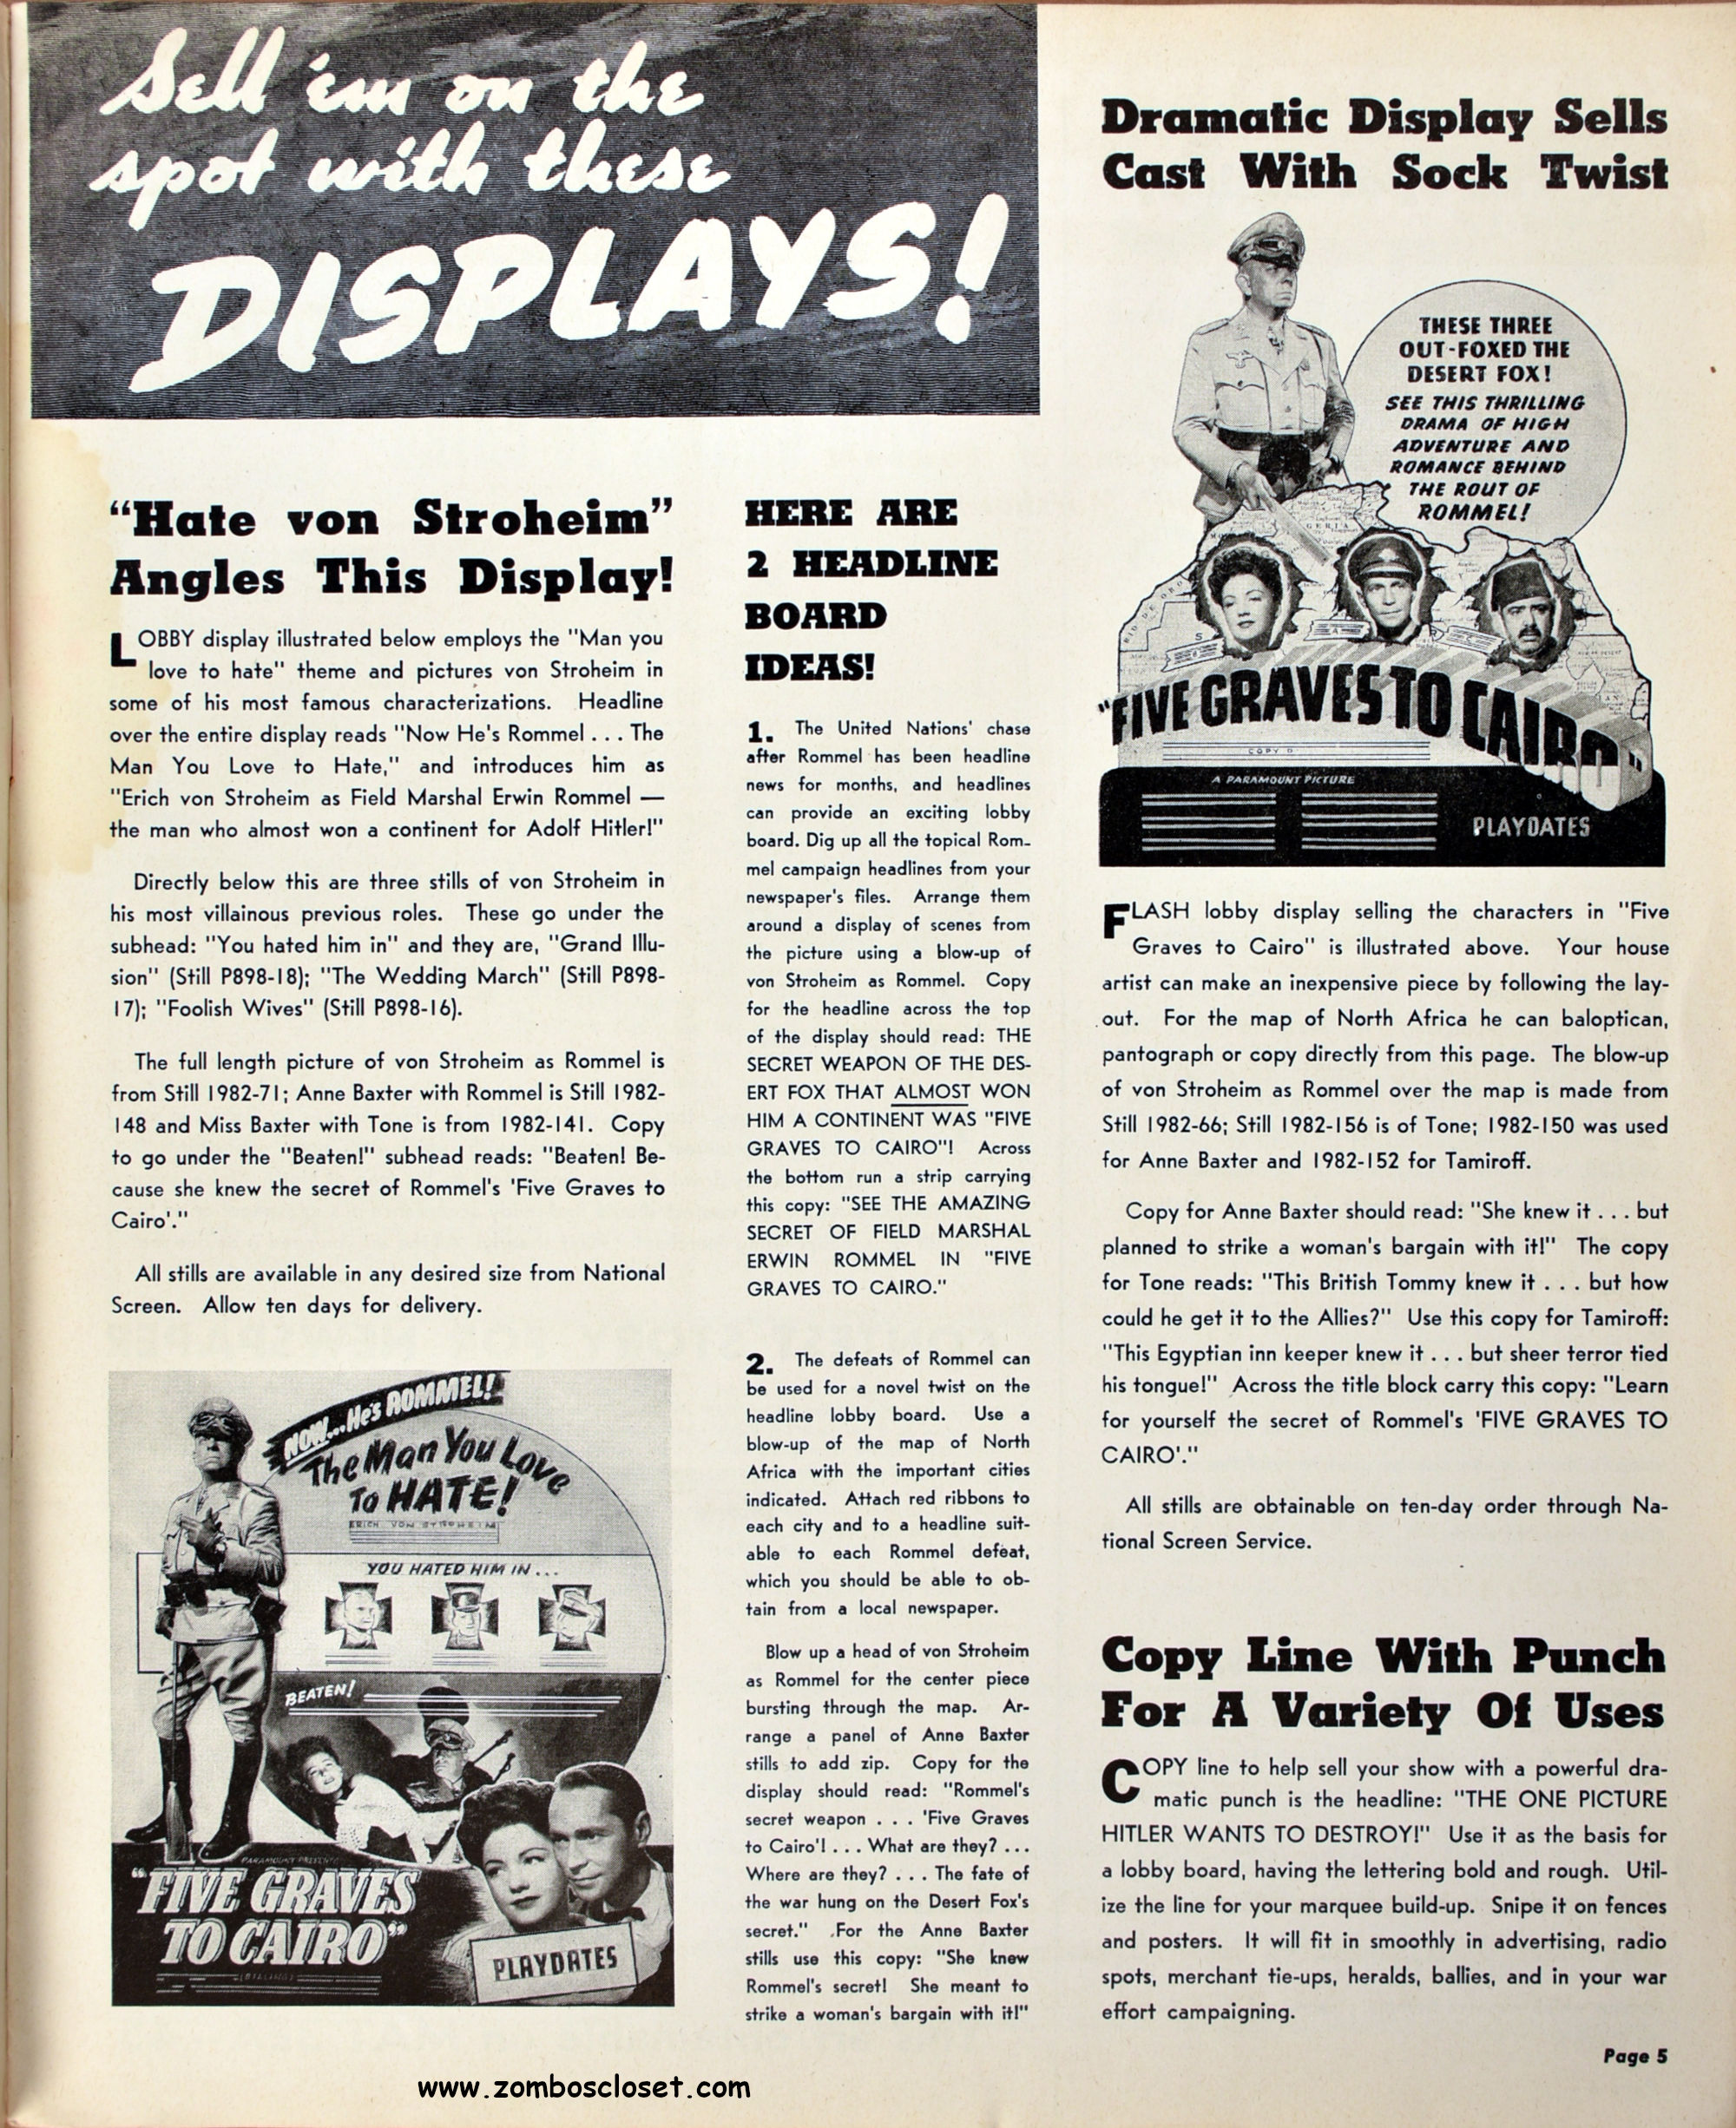 Sell 'em on the
spot with these
DISPLAYS!
"Hate von Stroheim"
Angles This Display!
LOBBY display illustrated below employs the "Man you
love to hate" theme and pictures von Stroheim in
some of his most famous characterizations. Headline
over the entire display reads "Now He's Rommel . . . The
Man You Love to Hate," and introduces him as
"Erich von Stroheim as Field Marshal Erwin Rommel —
the man who almost won a continent for Adolf Hitler!"
Directly below this are three stills of von Stroheim in
his most villainous previous roles. These go under the
subhead: "You hated him in" and they are, "Grand Illu-
sion" (Still P898-18); "The Wedding March" (Still P898-
17); "Foolish Wives" (Still P898-16).
The full length picture of von Stroheim as Rommel is
from Still 1982-71; Anne Baxter with Rommel is Still 1982-
148 and Miss Baxter with Tone is from 1982-141. Copy
to go under the "Beaten!" subhead reads: "Beaten! Be-
cause she knew the secret of Rommel's 'Five Graves to
Cairo'."
All stills are available in any desired size from National
Screen. Allow ten days for delivery.
NOW...He's ROMMEL!
The Man You Love
To HATE!
ERICH VON STROHEIM
YOU HATED HIM IN...
BEATEN!
PARAMOUNT PRESENTS
"FIVE GRAVES
TO CAIRO"
PLAYDATES
HERE ARE
2 HEADLINE
BOARD
IDEAS!
1. The United Nations' chase
after Rommel has been headline
news for months, and headlines
can provide an exciting lobby
board. Dig up all the topical Rom-
mel campaign headlines from your
newspaper's files. Arrange them
around a display of scenes from
the picture using a blow-up of
von Stroheim as Rommel. Copy
for the headline across the top
of the display should read: THE
SECRET WEAPON OF THE DES-
ERT FOX THAT ALMOST WON
HIM A CONTINENT WAS "FIVE
GRAVES TO CAIRO"! Across
the bottom run a strip carrying
this copy: "SEE THE AMAZING
SECRET OF FIELD MARSHAL
ERWIN ROMMEL IN "FIVE
GRAVES TO CAIRO."
2. The defeats of Rommel can
be used for a novel twist on the
headline lobby board. Use a
blow-up of the map of North
Africa with the important cities
indicated. Attach red ribbons to
each city and to a headline suit-
able to each Rommel defeat,
which you should be able to ob-
tain from a local newspaper.
Blow up a head of von Stroheim
as Rommel for the center piece
bursting through the map. Ar-
range a panel of Anne Baxter
stills to add zip. Copy for the
display should read: "Rommel's
secret weapon . . . 'Five Graves
to Cairo'! . . . What are they? . . .
Where are they? . . . The fate of
the war hung on the Desert Fox's
secret." For the Anne Baxter
stills use this copy: "She knew
Rommel's secret! She meant to
strike a woman's bargain with it!"
Dramatic Display Sells
Cast With Sock Twist
THESE THREE
OUT-FOXED THE
DESERT FOX!
SEE THIS THRILLING
DRAMA OF HIGH
ADVENTURE AND
ROMANCE BEHIND
THE ROUT OF
ROMMEL!
"FIVE GRAVES TO CAIRO"
COPY D
A PARAMOUNT PICTURE
PLAYDATES
FLASH lobby display selling the characters in "Five
Graves to Cairo" is illustrated above. Your house
artist can make an inexpensive piece by following the lay-
out. For the map of North Africa he can baloptican,
pantograph or copy directly from this page. The blow-up
of von Stroheim as Rommel over the map is made from
Still 1982-66; Still 1982-156 is of Tone; 1982-150 was used
for Anne Baxter and 1982-152 for Tamiroff.
Copy for Anne Baxter should read: "She knew it . . . but
planned to strike a woman's bargain with it!" The copy
for Tone reads: "This British Tommy knew it . . . but how
could he get it to the Allies?" Use this copy for Tamiroff:
"This Egyptian inn keeper knew it . . . but sheer terror tied
his tongue!" Across the title block carry this copy: "Learn
for yourself the secret of Rommel's 'FIVE GRAVES TO
CAIRO'."
All stills are obtainable on ten-day order through Na-
tional Screen Service.
Copy Line With Punch
For A Variety Of Uses
COPY line to help sell your show with a powerful dra-
matic punch is the headline: "THE ONE PICTURE
HITLER WANTS TO DESTROY!" Use it as the basis for
a lobby board, having the lettering bold and rough. Util-
ize the line for your marquee build-up. Snipe it on fences
and posters. It will fit in smoothly in advertising, radio
spots, merchant tie-ups, heralds, ballies, and in your war
effort campaigning.
Page 5
www.zomboscloset.com